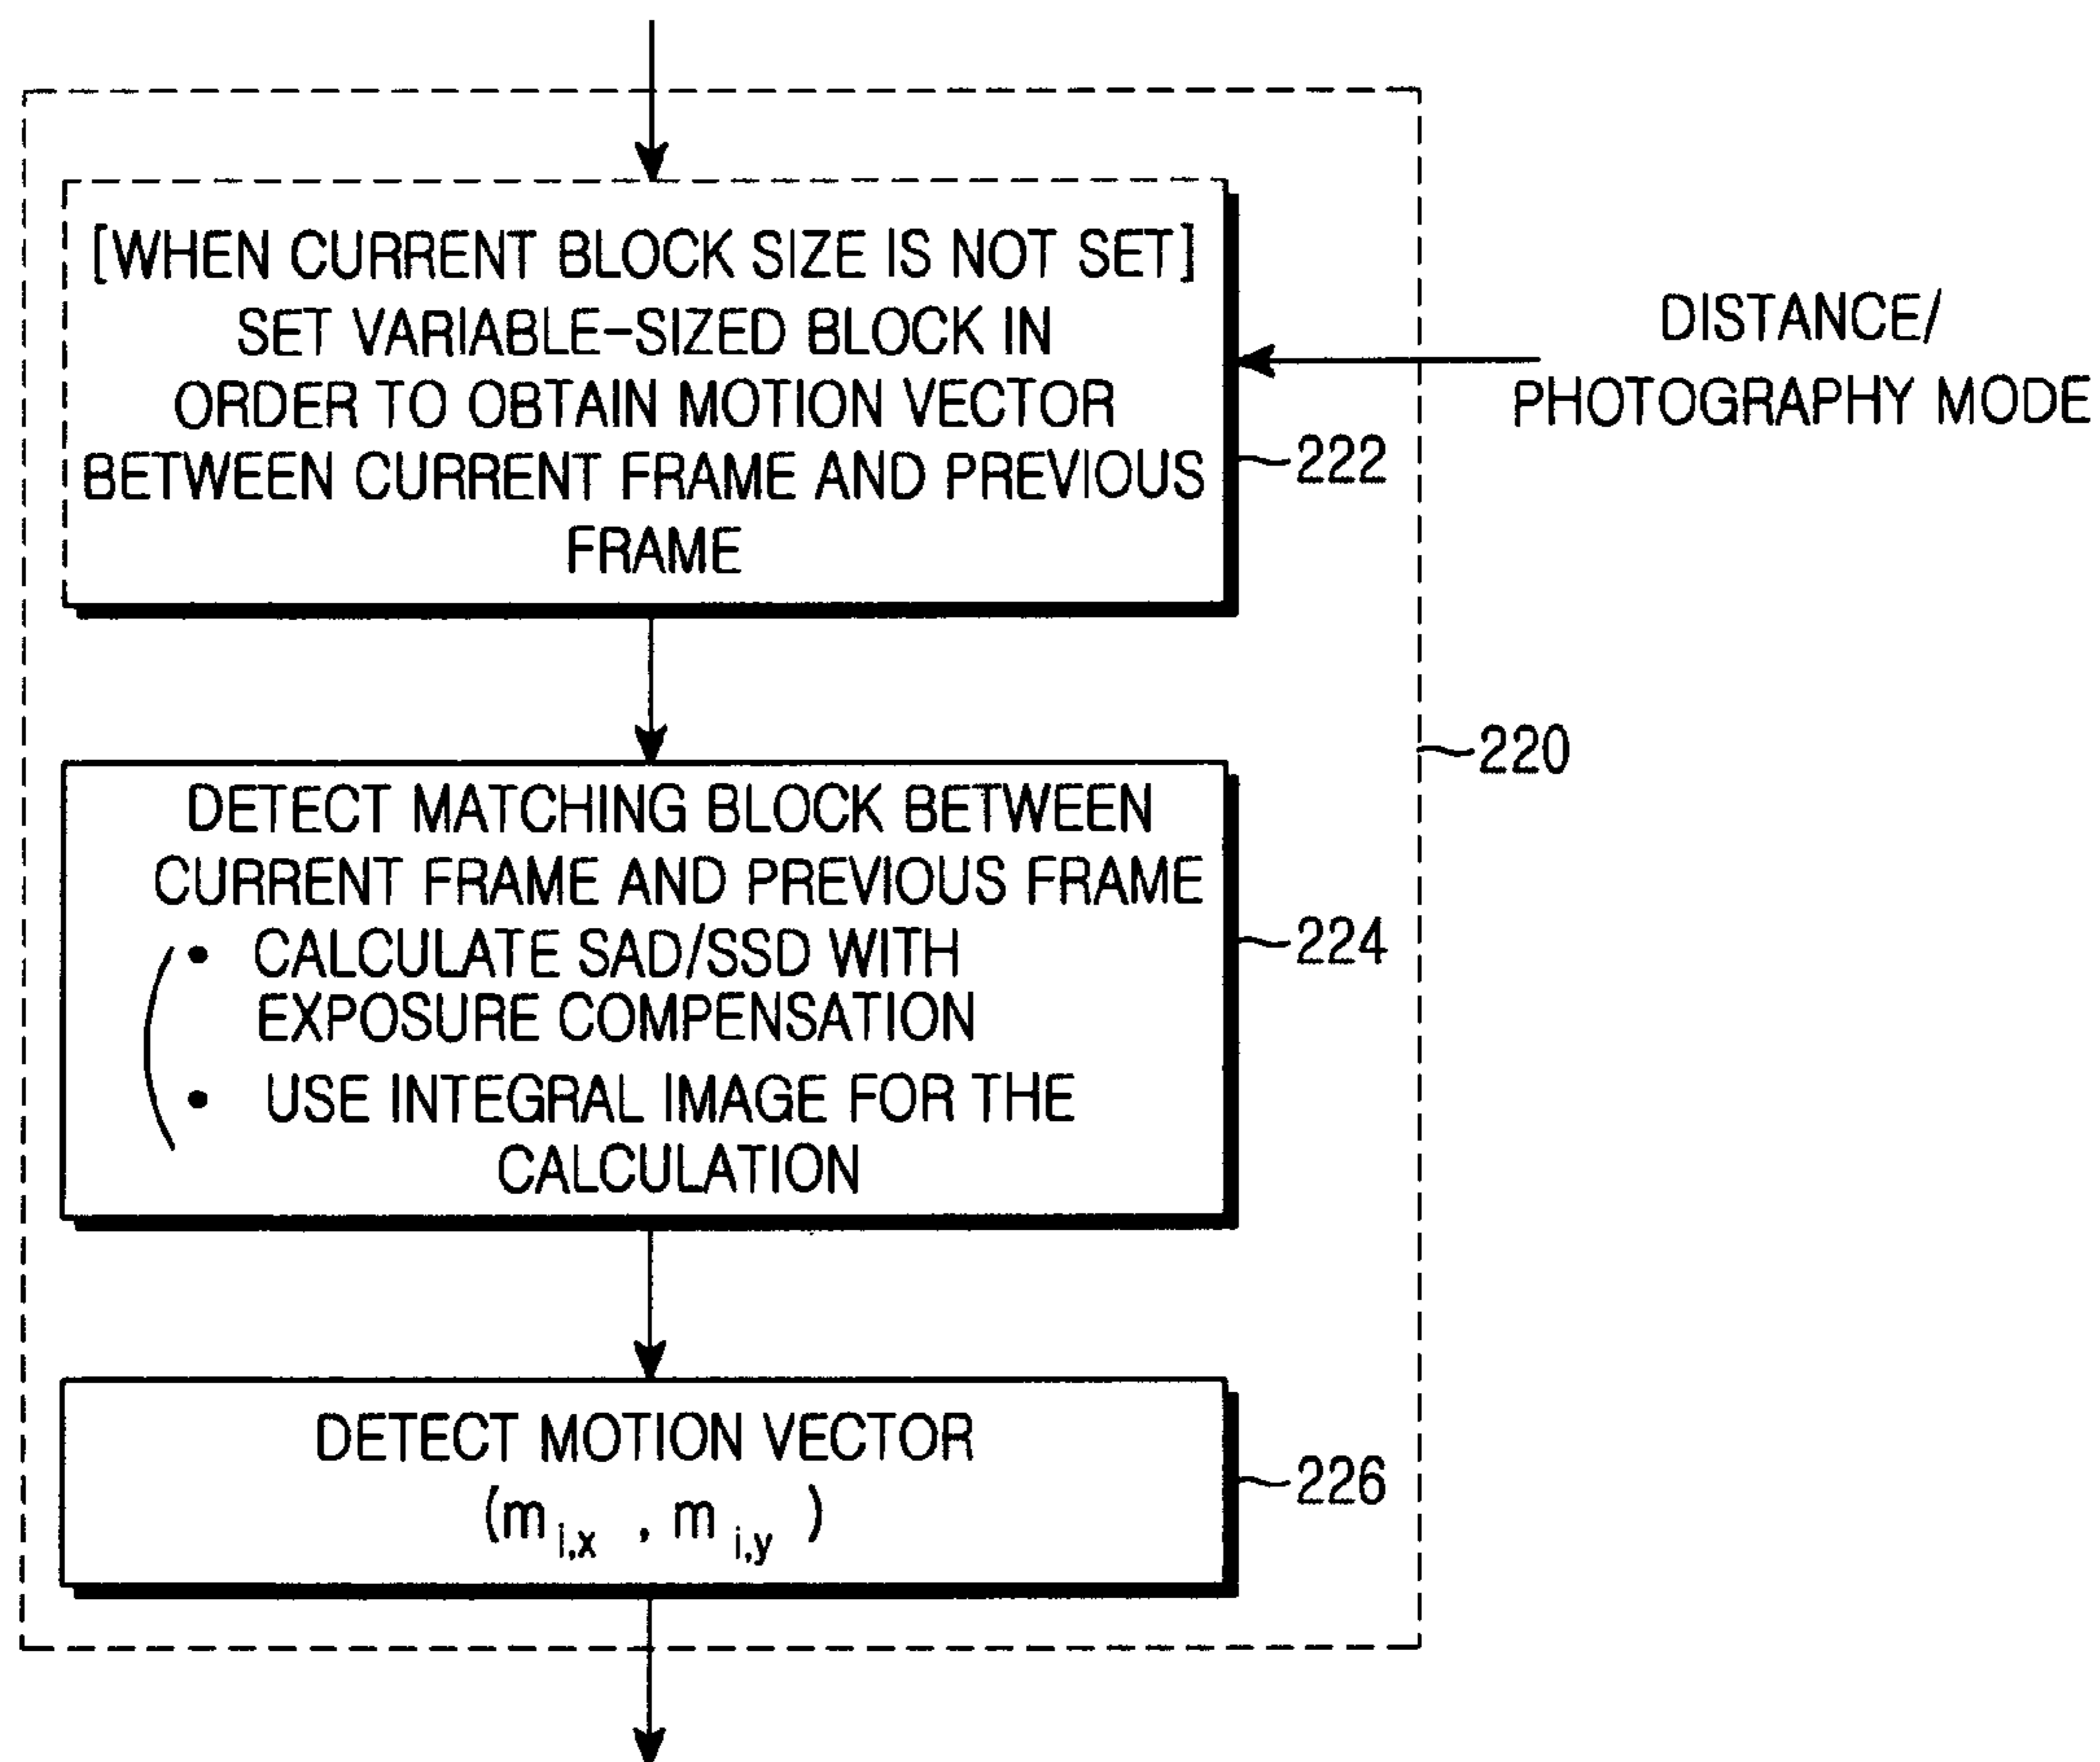 [WHEN CURRENT BLOCK SIZE IS NOT SET]
SET VARIABLE-SIZED BLOCK IN
ORDER TO OBTAIN MOTION VECTOR
BETWEEN CURRENT FRAME AND PREVIOUS
FRAME
DISTANCE/
PHOTOGRAPHY MODE
222
220
DETECT MATCHING BLOCK BETWEEN
CURRENT FRAME AND PREVIOUS FRAME
• CALCULATE SAD/SSD WITH
EXPOSURE COMPENSATION
• USE INTEGRAL IMAGE FOR THE
CALCULATION
224
DETECT MOTION VECTOR
(m i,x , m i,y )
226